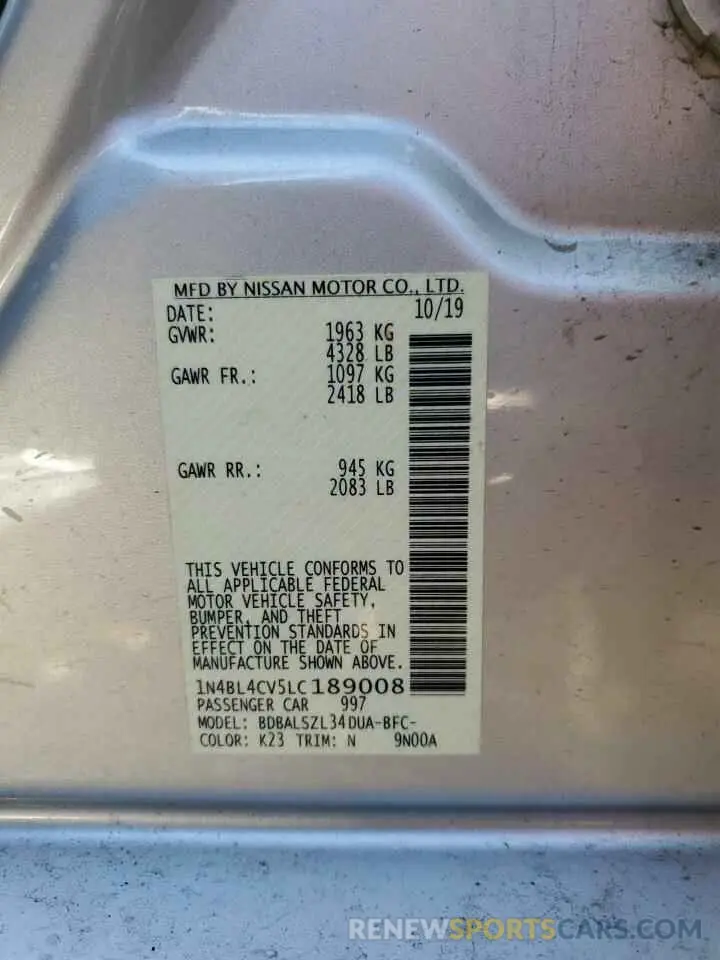 MFD BY NISSAN MOTOR CO., LTD.
DATE: 10/19
GVWR: 1963 KG
4328 LB
GAWR FR.: 1097 KG
2418 LB
GAWR RR.: 945 KG
2083 LB
THIS VEHICLE CONFORMS TO
ALL APPLICABLE FEDERAL
MOTOR VEHICLE SAFETY,
BUMPER, AND THEFT
PREVENTION STANDARDS IN
EFFECT ON THE DATE OF
MANUFACTURE SHOWN ABOVE.
1N4BL4CV5LC189008
PASSENGER CAR 997
MODEL: BDBALSZL34DUA-BFC-
COLOR: K23 TRIM: N 9N00A
RENEWSPORTSCARS.COM